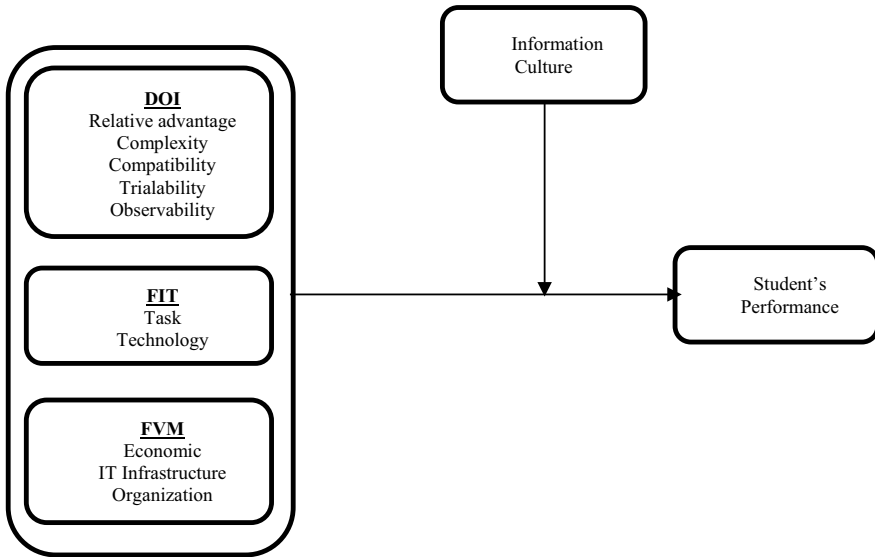 Information
Culture
DOI
Relative advantage
Complexity
Compatibility
Trialability
Observability
FIT
Task
Technology
Student’s
Performance
FVM
Economic
IT Infrastructure
Organization